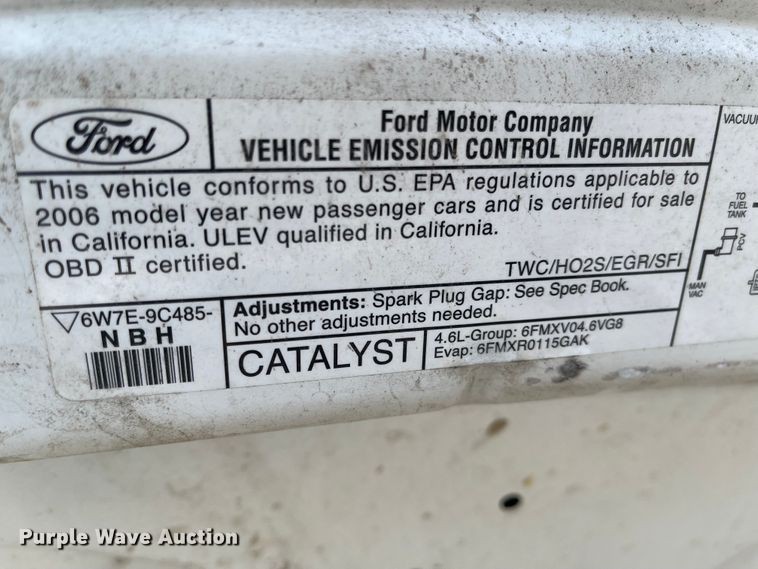 Ford
Ford Motor Company
VEHICLE EMISSION CONTROL INFORMATION
This vehicle conforms to U.S. EPA regulations applicable to
2006 model year new passenger cars and is certified for sale
in California. ULEV qualified in California.
OBD II certified.
TWC/HO2S/EGR/SFI
6W7E-9C485-
NBH
Adjustments: Spark Plug Gap: See Spec Book.
No other adjustments needed.
CATALYST
4.6L-Group: 6FMXV04.6VG8
Evap: 6FMXR0115GAK
TO
FUEL
TANK
PCV
MAN
VAC
Purple Wave Auction